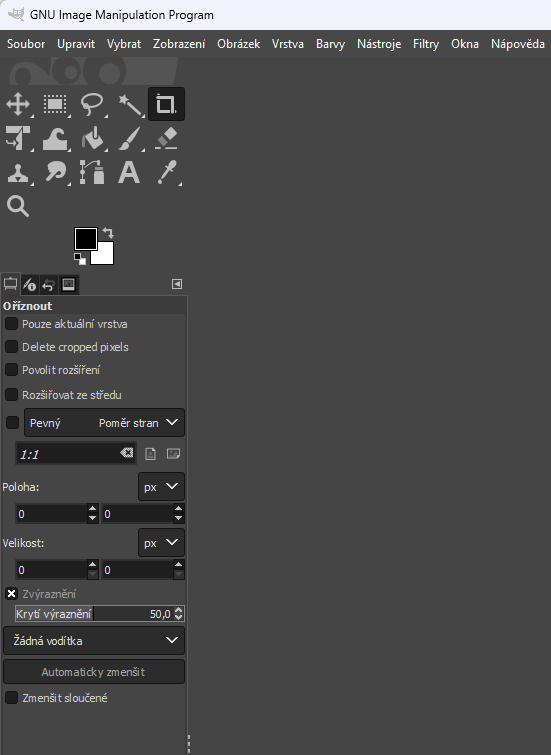 GNU Image Manipulation Program
Soubor Upravit Vybrat Zobrazení Obrázek Vrstva Barvy Nástroje Filtry Okna Nápověda
Oříznout
Pouze aktuální vrstva
Delete cropped pixels
Povolit rozšíření
Rozšiřovat ze středu
Pevný Poměr stran
1:1
Poloha: px
0 0
Velikost: px
0 0
Zvýraznění
Krytí výraznění 50,0
Žádná vodítka
Automaticky zmenšit
Zmenšit sloučené